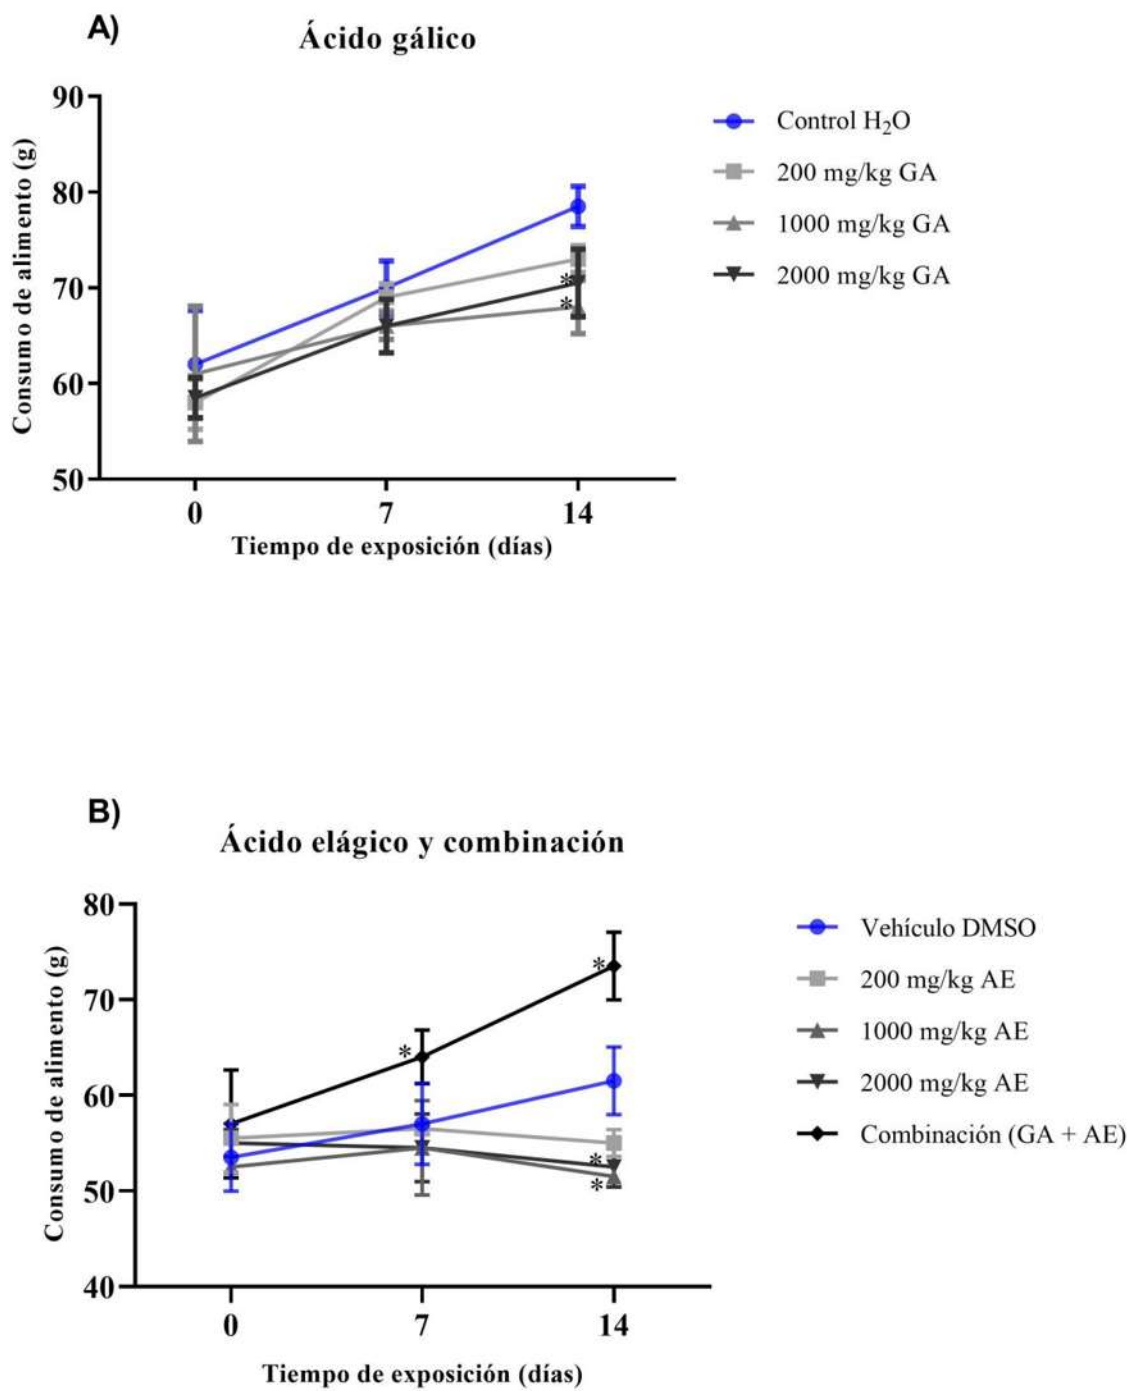 A)
Ácido gálico
90
80
70
60
50
Consumo de alimento (g)
0 7 14
Tiempo de exposición (días)
Control H₂O
200 mg/kg GA
1000 mg/kg GA
2000 mg/kg GA
*
*
B)
Ácido elágico y combinación
80
70
60
50
40
Consumo de alimento (g)
0 7 14
Tiempo de exposición (días)
Vehículo DMSO
200 mg/kg AE
1000 mg/kg AE
2000 mg/kg AE
Combinación (GA + AE)
*
*
*
*